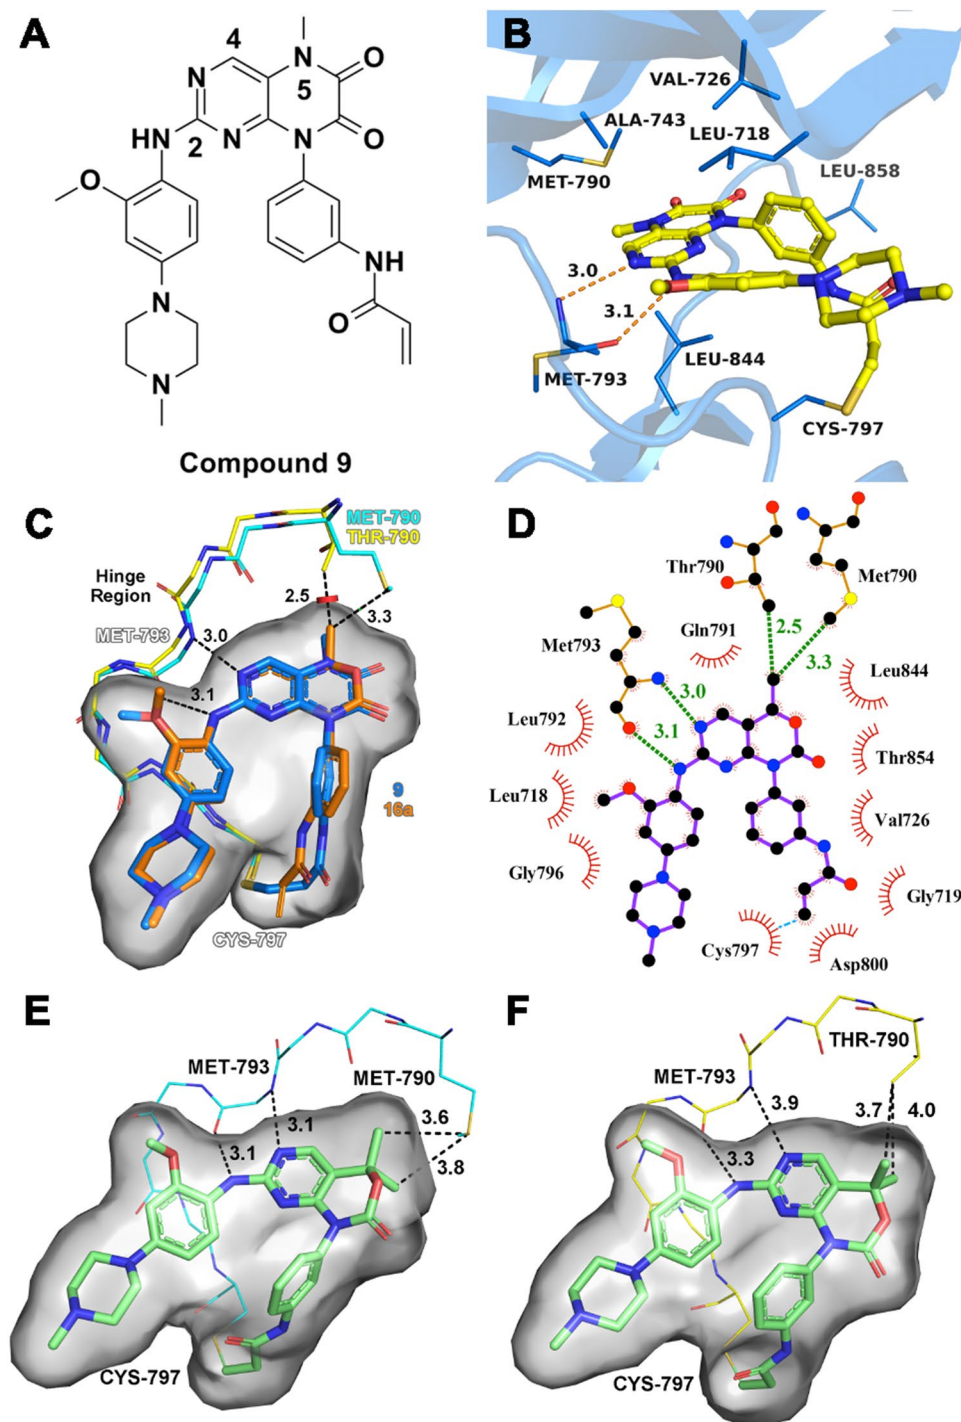 A
4
N
N
5
O
O
N
N
HN
2
N
O
NH
O
N
N
Compound 9
B
VAL-726
ALA-743
LEU-718
MET-790
LEU-858
3.0
3.1
MET-793
LEU-844
CYS-797
C
MET-790
THR-790
Hinge
Region
2.5
3.3
MET-793
3.0
3.1
9
16a
CYS-797
D
Thr790
Met790
Met793
Gln791
2.5
3.3
Leu844
3.0
Leu792
3.1
Thr854
Leu718
Val726
Gly796
Gly719
Cys797
Asp800
E
MET-793
MET-790
3.6
3.1
3.1
3.8
CYS-797
F
THR-790
MET-793
3.9
3.7
4.0
3.3
CYS-797